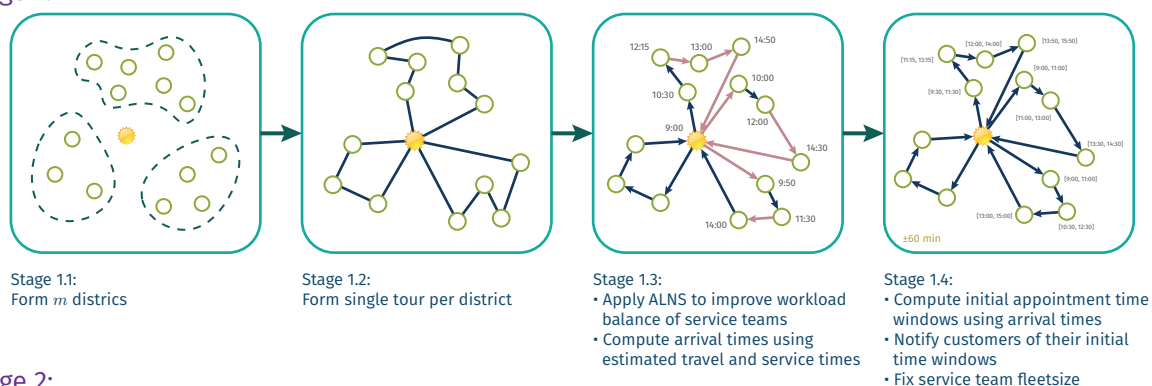 12:15
13:00
14:50
10:30
10:00
12:00
9:00
14:30
9:50
11:30
14:00
[12:00, 14:00]
[13:50, 15:50]
[11:15, 13:15]
[9:30, 11:30]
[9:00, 11:00]
[11:00, 13:00]
[13:30, 14:30]
[9:00, 11:00]
[13:00, 15:00]
[10:30, 12:30]
±60 min
Stage 1.1:
Form m districs
Stage 1.2:
Form single tour per district
Stage 1.3:
• Apply ALNS to improve workload
balance of service teams
• Compute arrival times using
estimated travel and service times
Stage 1.4:
• Compute initial appointment time
windows using arrival times
• Notify customers of their initial
time windows
• Fix service team fleetsize
ge 2: